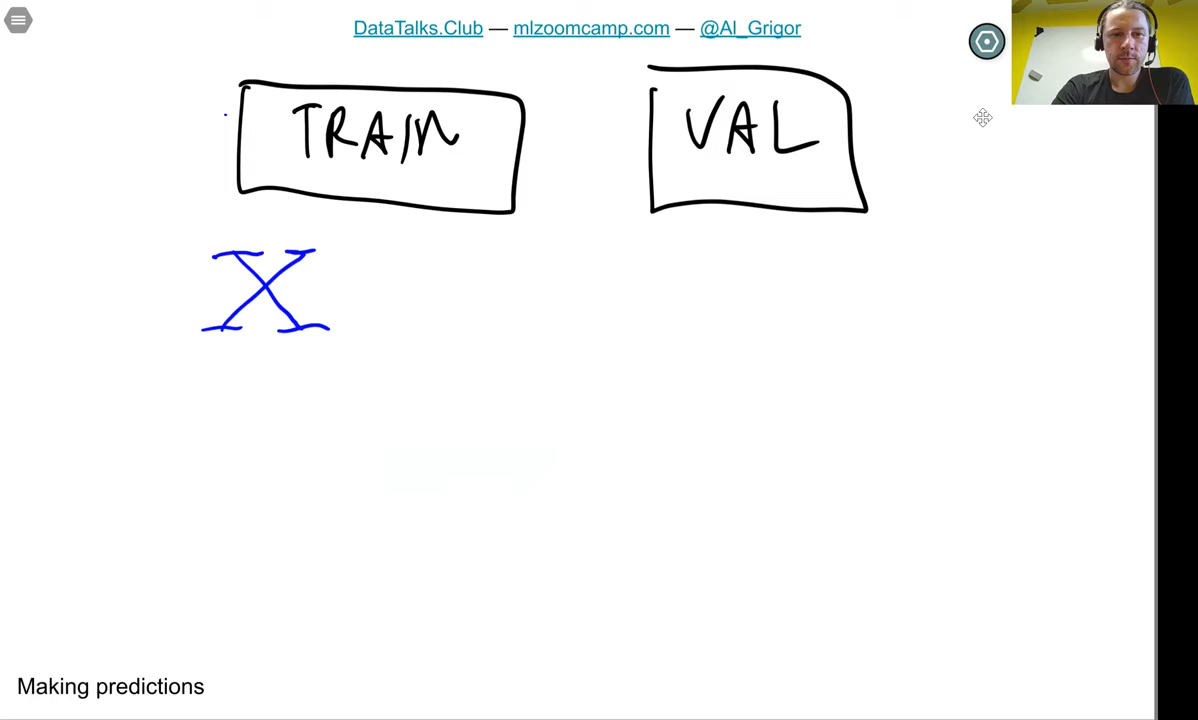 DataTalks.Club — mlzoomcamp.com — @Al_Grigor
TRAIN VAL
X
Making predictions